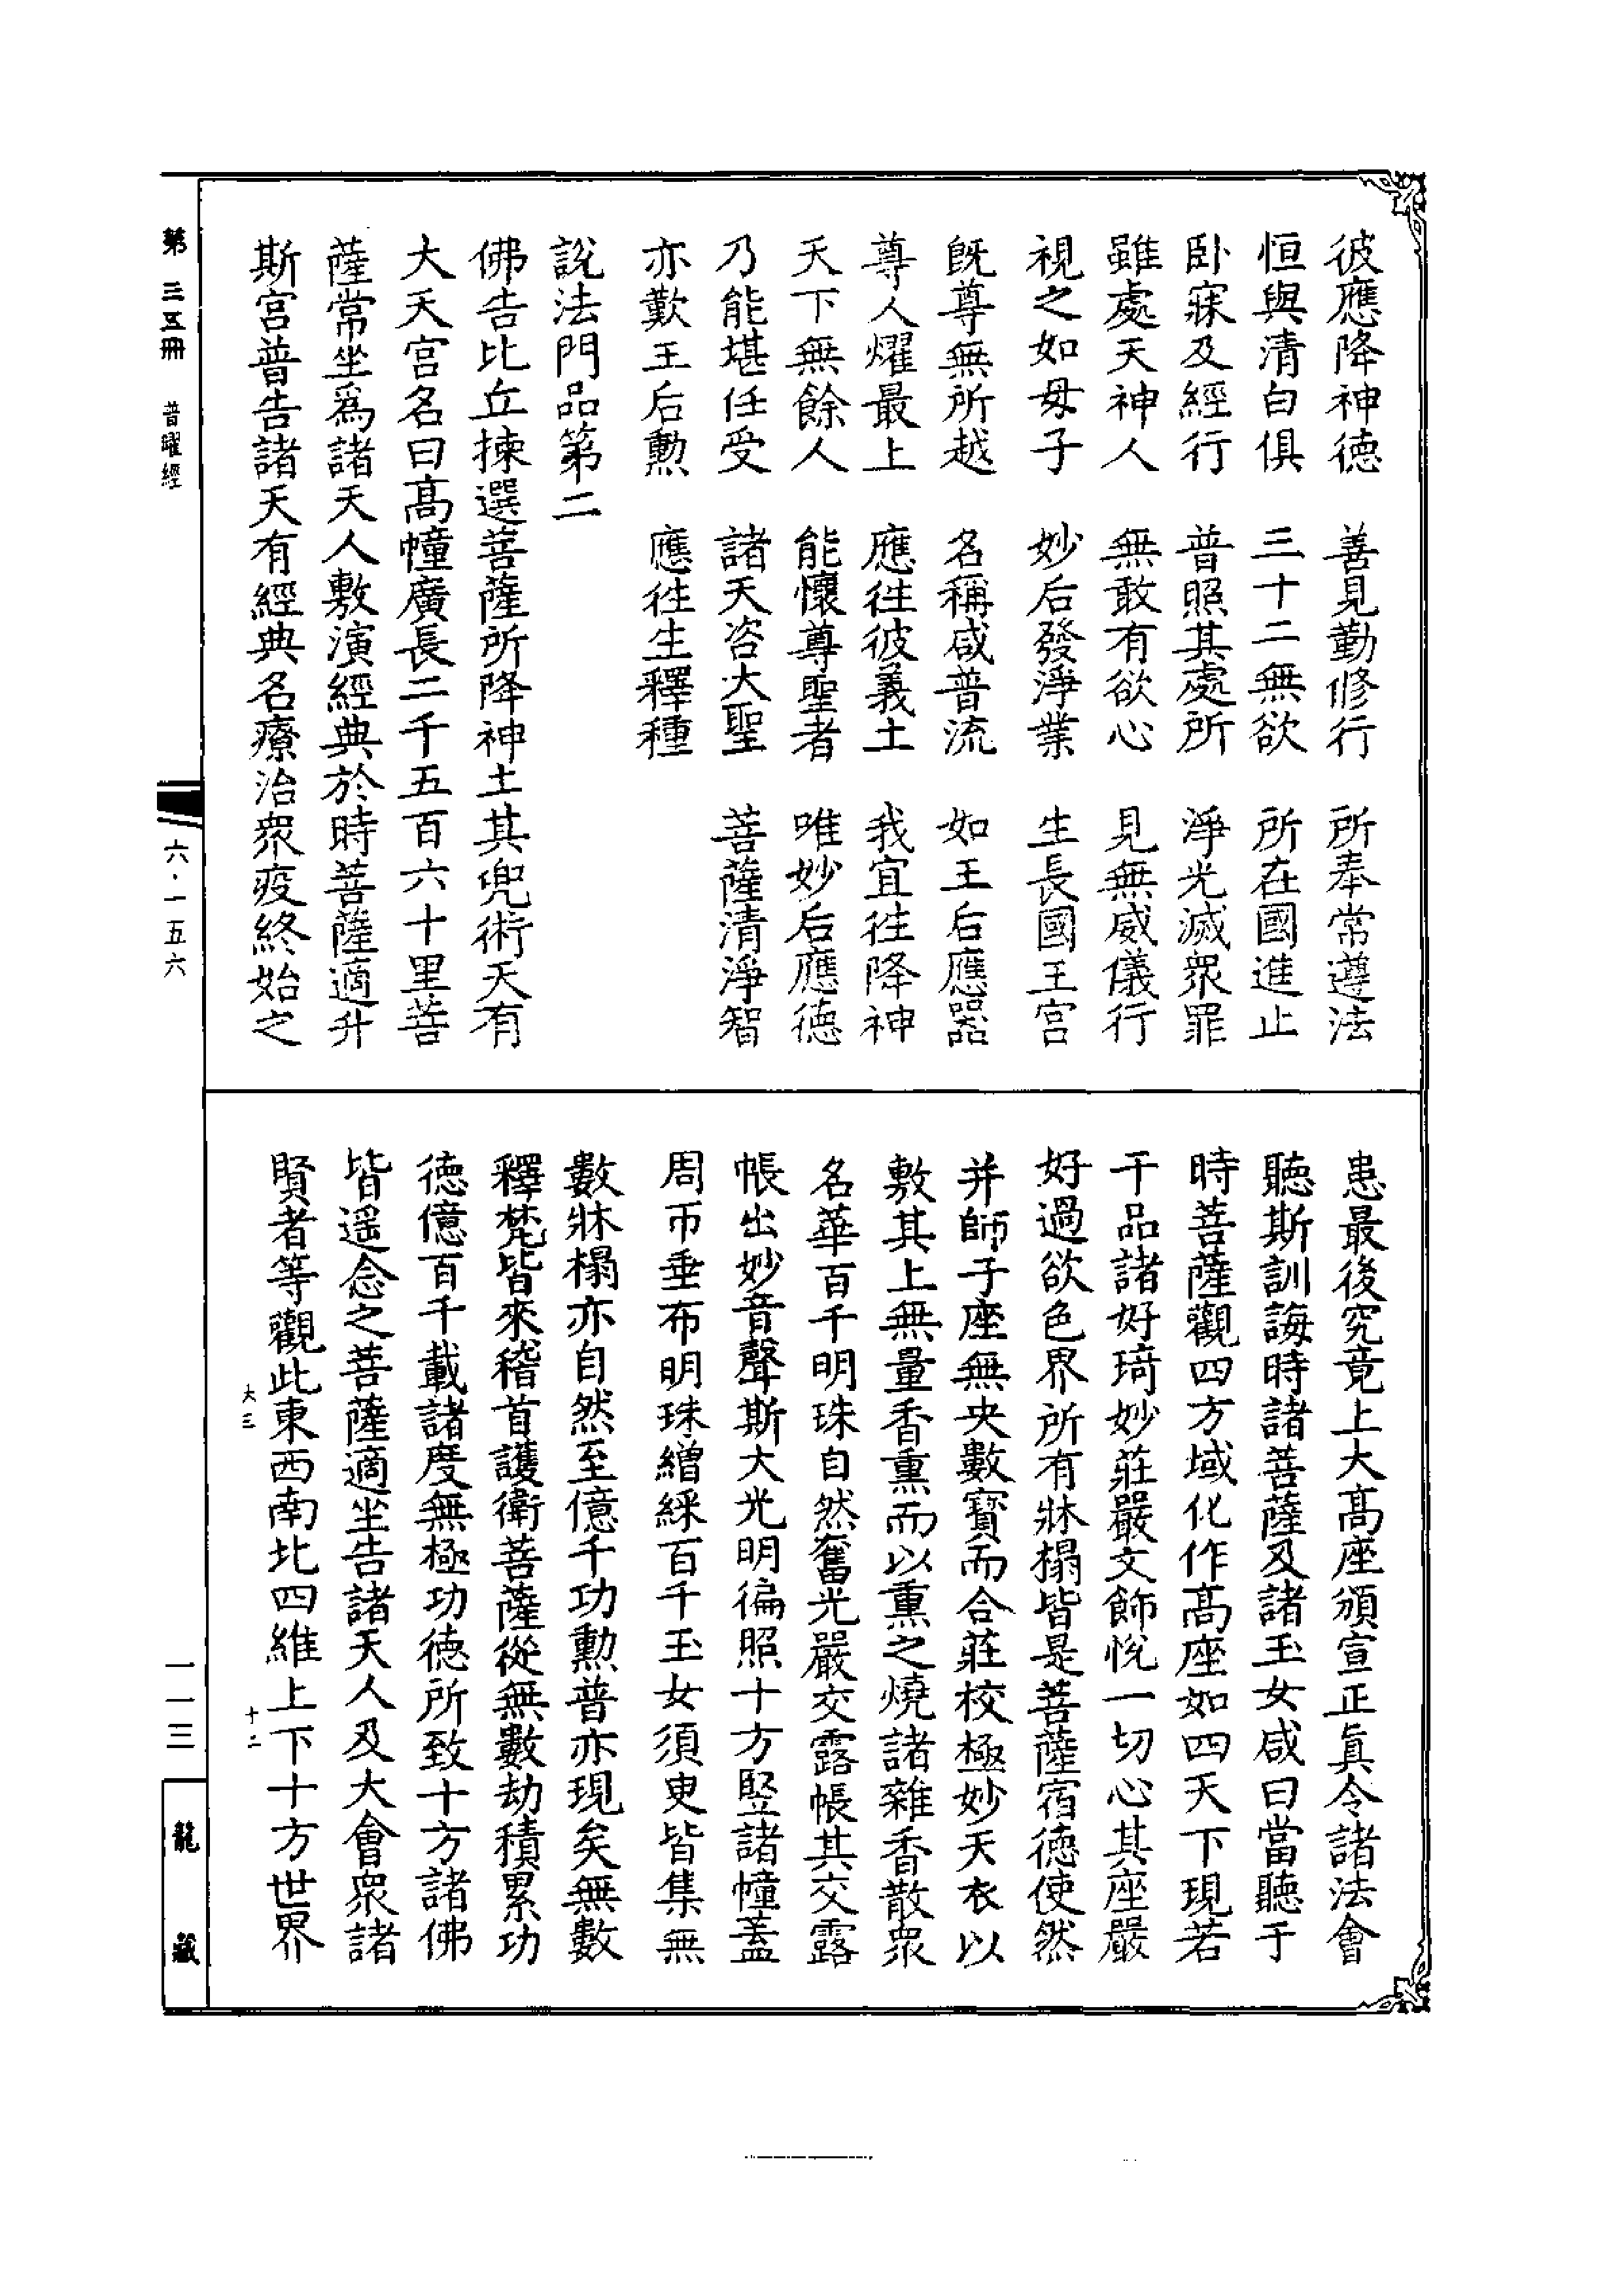 彼應降神德　善見勤修行　所奉常遵法
恒與清白俱　三十二無欲　所在國進止
卧寐及經行　普照其處所　淨光滅眾罪
雖處天神人　無敢有欲心　見無威儀行
視之如母子　妙后發淨業　生長國王宮
既尊無所越　名稱咸普流　如王后應器
尊人燿最上　應往彼義土　我宜往降神
天下無餘人　能懷尊聖者　唯妙后應德
乃能堪任受　諸天咨大聖　菩薩清淨智
亦歎王后勲　應往生釋種
說法門品第二
佛告比丘揀選菩薩所降神土其兜術天有
大天宮名曰高幢廣長二千五百六十里菩
薩常坐爲諸天人敷演經典於時菩薩適升
斯宮普告諸天有經典名療治眾疫終始之
患最後究竟上大高座頒宣正眞令諸法會
聽斯訓誨時諸菩薩及諸玉女咸曰當聽于
時菩薩觀四方域化作高座如四天下現若
干品諸好琦妙莊嚴文飾悅一切心其座嚴
好過欲色界所有牀榻皆是菩薩宿德使然
并師子座無央數寶而合莊校極妙天衣以
敷其上無量香熏而以熏之燒諸雜香散眾
名華百千明珠自然奮光嚴交露帳其交露
帳出妙音聲斯大光明徧照十方竪諸幢蓋
周帀垂布明珠繒綵百千玉女須臾皆集無
數牀榻亦自然至億千功勲普亦現矣無數
釋梵皆來稽首護衛菩薩從無數劫積累功
德億百千載諸度無極功德所致十方諸佛
皆遥念之菩薩適坐告諸天人及大會眾諸
賢者等觀此東西南北四維上下十方世界
大三　十二
第三五冊　普曜經
六·一五六
一一三
龍藏